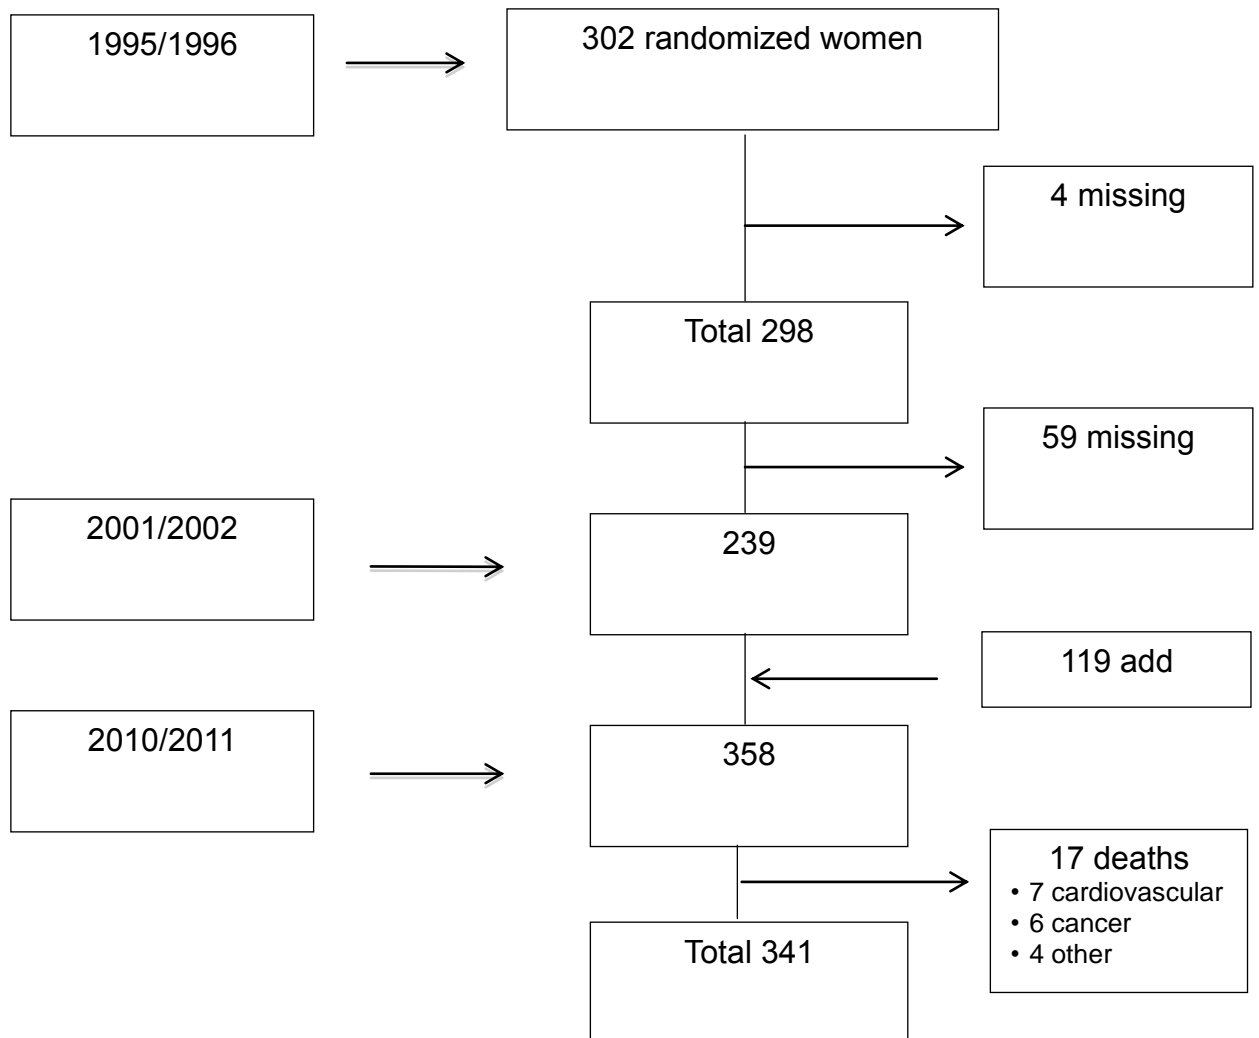 1995/1996
302 randomized women
4 missing
Total 298
59 missing
2001/2002
239
119 add
2010/2011
358
17 deaths
• 7 cardiovascular
• 6 cancer
• 4 other
Total 341